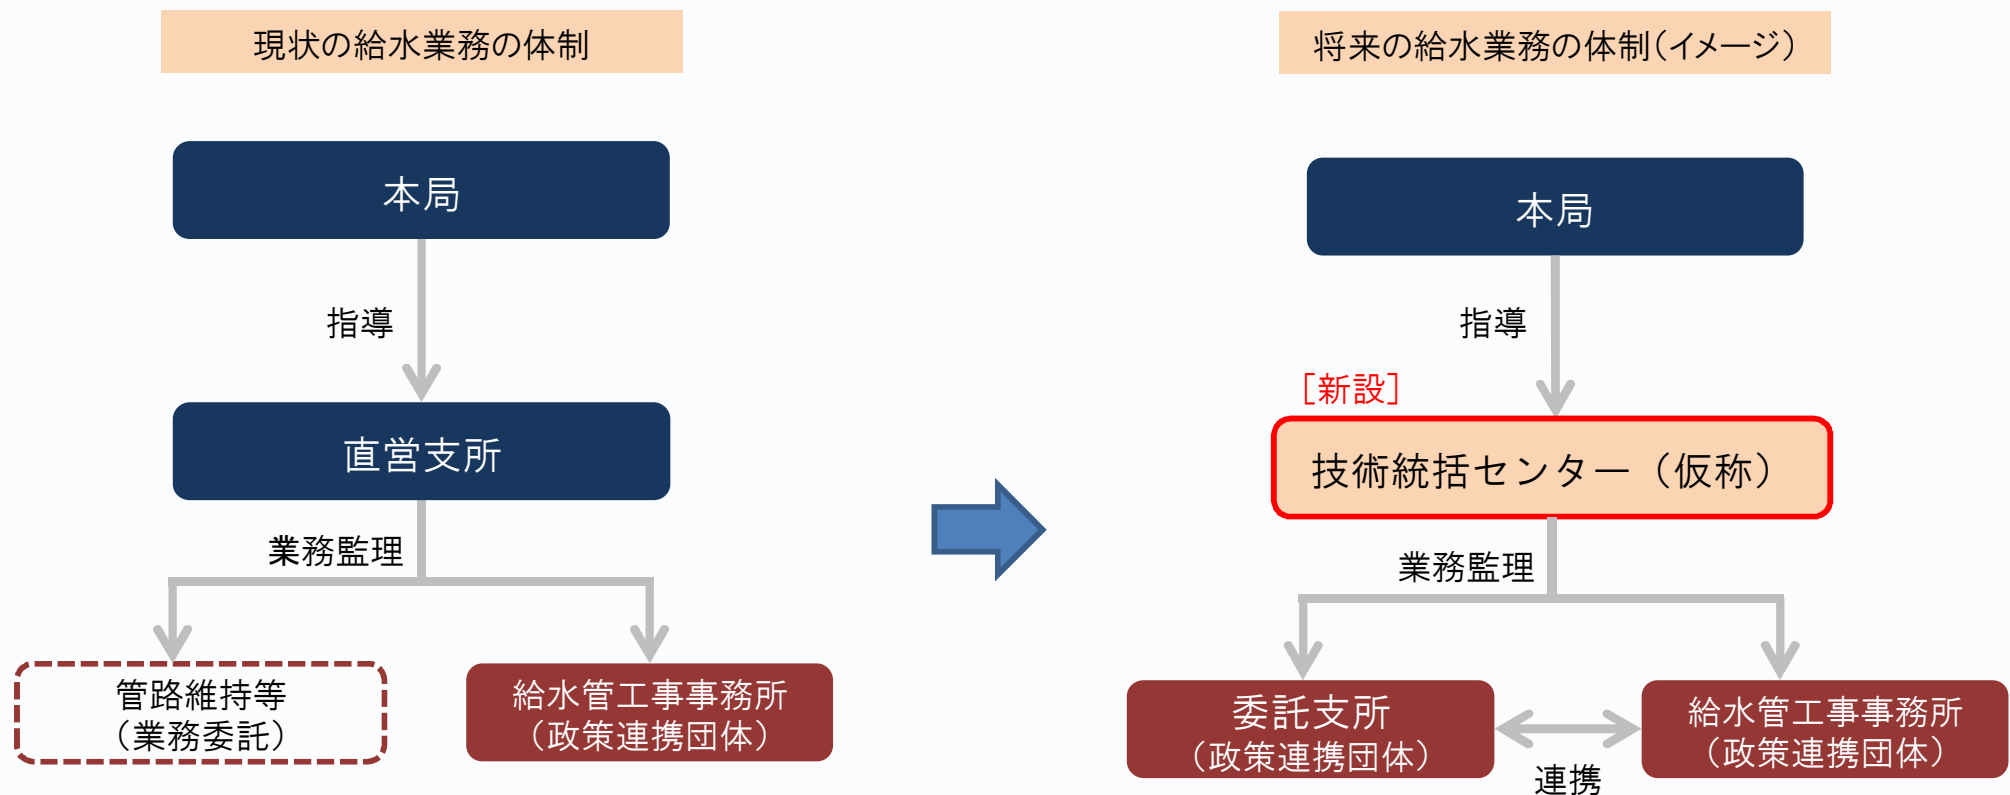 現状の給水業務の体制
本局
指導
直営支所
業務監理
管路維持等
（業務委託）
給水管工事事務所
（政策連携団体）
将来の給水業務の体制（イメージ）
本局
指導
［新設］
技術統括センター（仮称）
業務監理
委託支所
（政策連携団体）
連携
給水管工事事務所
（政策連携団体）